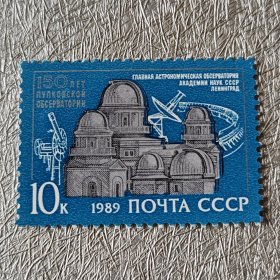 150 ЛЕТ
ПУЛКОВСКОЙ
ОБСЕРВАТОРИИ
ГЛАВНАЯ АСТРОНОМИЧЕСКАЯ ОБСЕРВАТОРИЯ
АКАДЕМИИ НАУК СССР
ЛЕНИНГРАД
10к 1989 ПОЧТА СССР